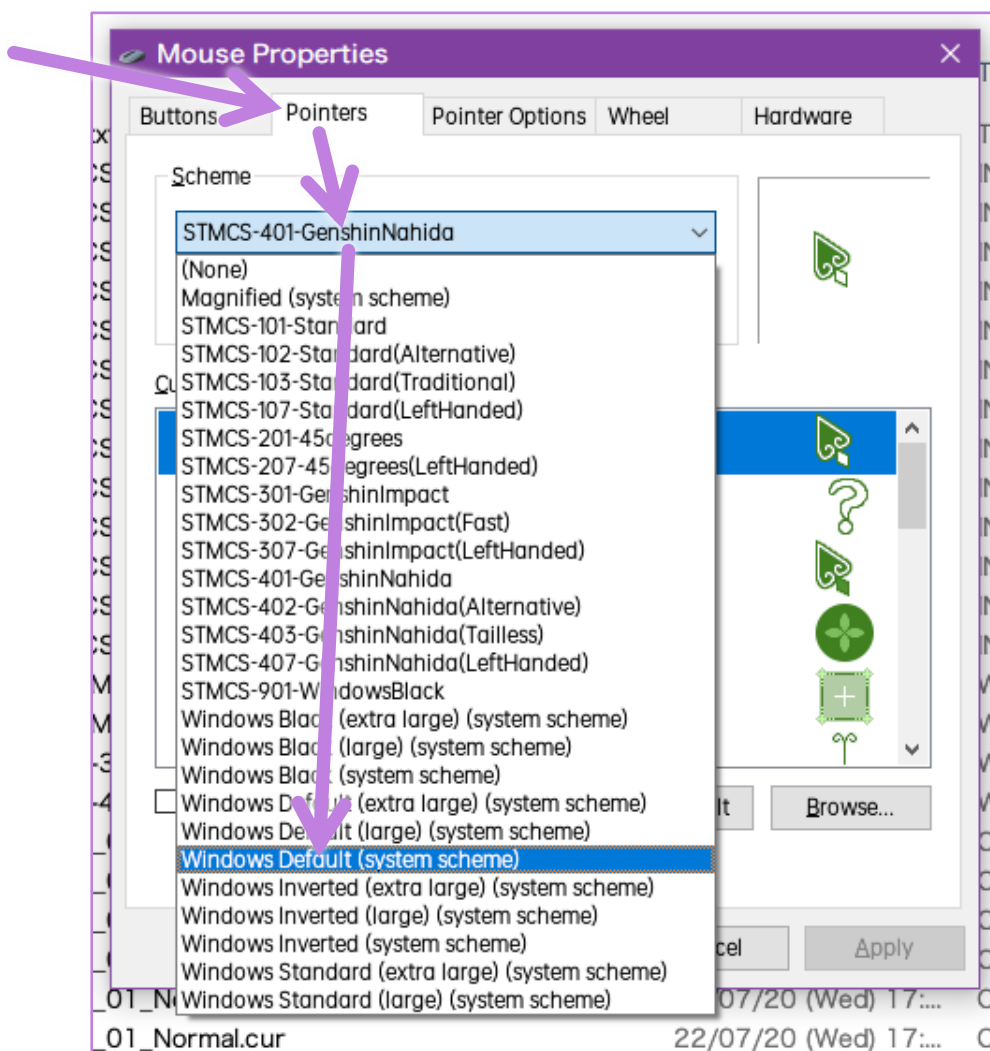 Mouse Properties
Buttons
Pointers
Pointer Options
Wheel
Hardware
Scheme
STMCS-401-GenshinNahida
(None)
Magnified (system scheme)
STMCS-101-Standard
STMCS-102-Standard(Alternative)
STMCS-103-Standard(Traditional)
STMCS-107-Standard(LeftHanded)
STMCS-201-45degrees
STMCS-207-45degrees(LeftHanded)
STMCS-301-GenshinImpact
STMCS-302-GenshinImpact(Fast)
STMCS-307-GenshinImpact(LeftHanded)
STMCS-401-GenshinNahida
STMCS-402-GenshinNahida(Alternative)
STMCS-403-GenshinNahida(Tailless)
STMCS-407-GenshinNahida(LeftHanded)
STMCS-901-WindowsBlack
Windows Black (extra large) (system scheme)
Windows Black (large) (system scheme)
Windows Black (system scheme)
Windows Default (extra large) (system scheme)
Windows Default (large) (system scheme)
Windows Default (system scheme)
Windows Inverted (extra large) (system scheme)
Windows Inverted (large) (system scheme)
Windows Inverted (system scheme)
Windows Standard (extra large) (system scheme)
Windows Standard (large) (system scheme)
Browse...
Apply
07/20 (Wed) 17:...
_01_Normal.cur 22/07/20 (Wed) 17:...